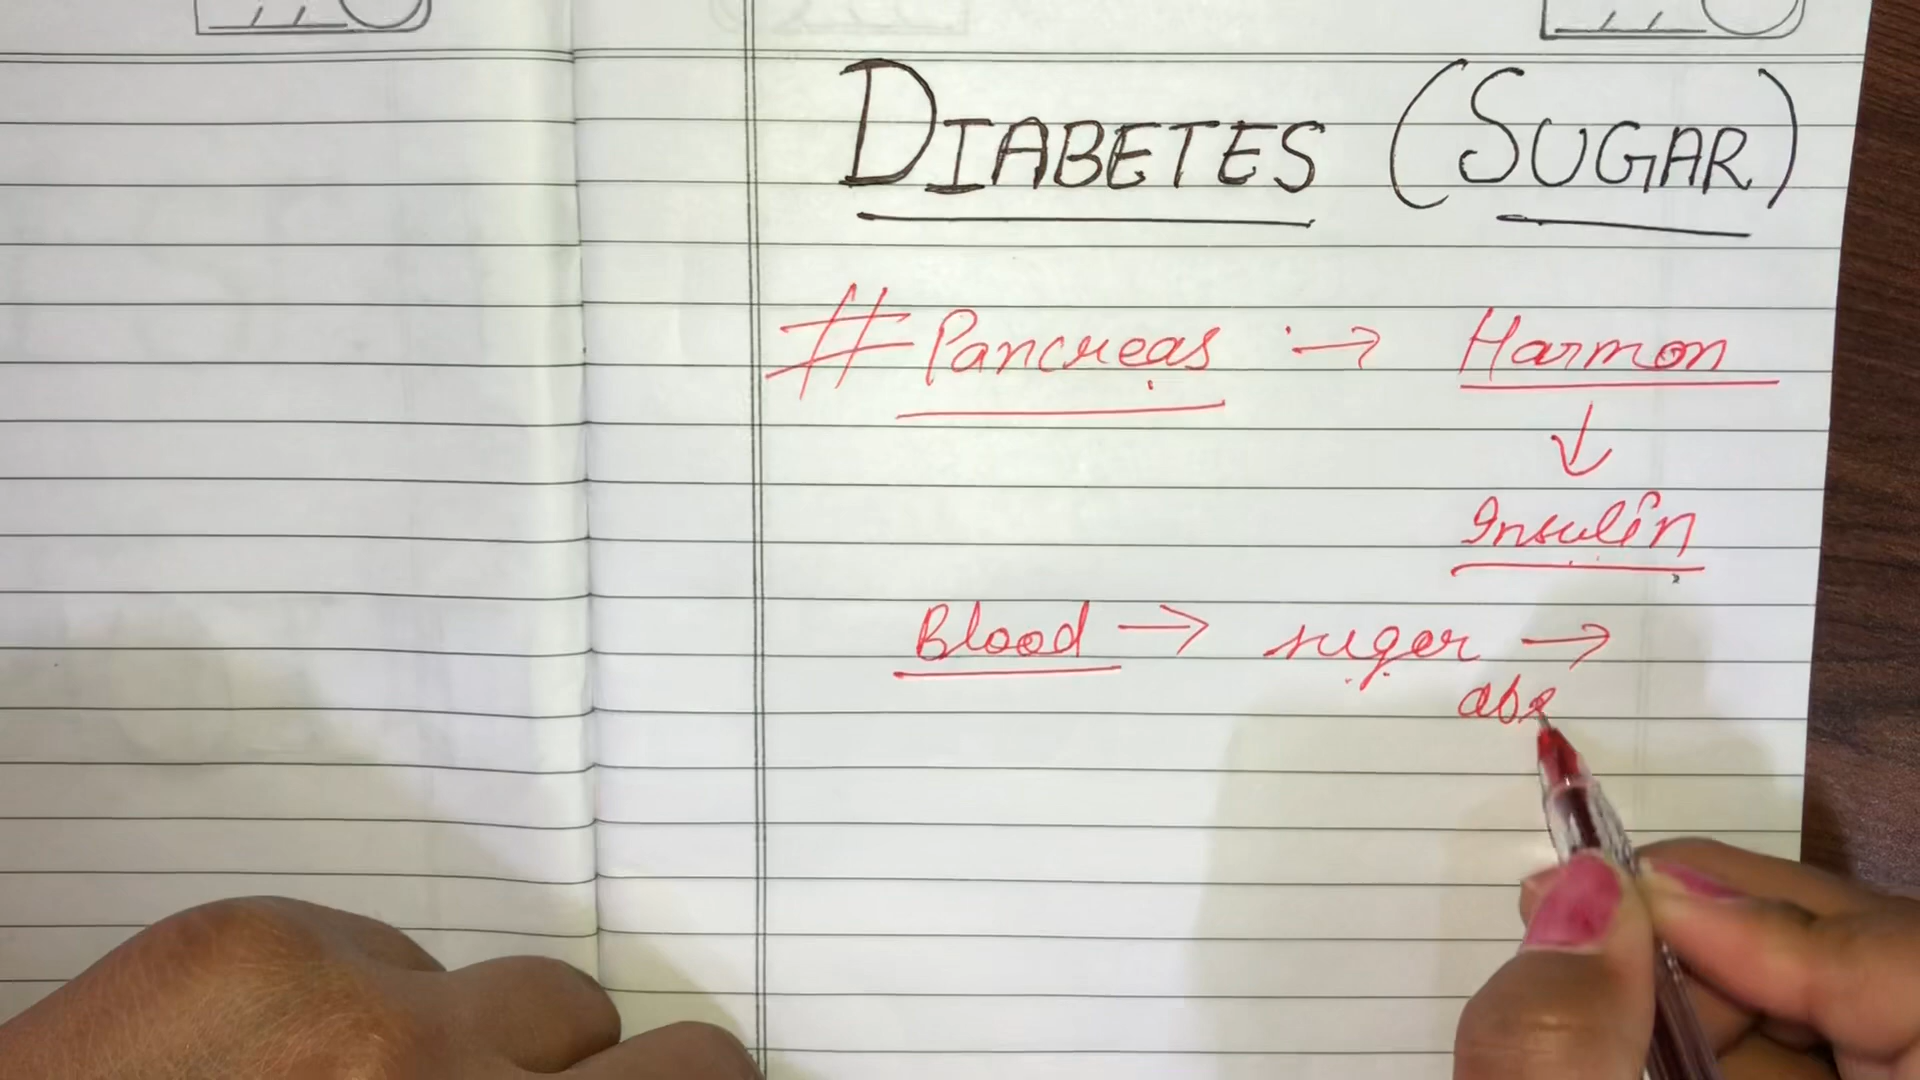 DIABETES (SUGAR)
# Pancreas → Harmon
↓
Insulin
Blood → suger →
abs